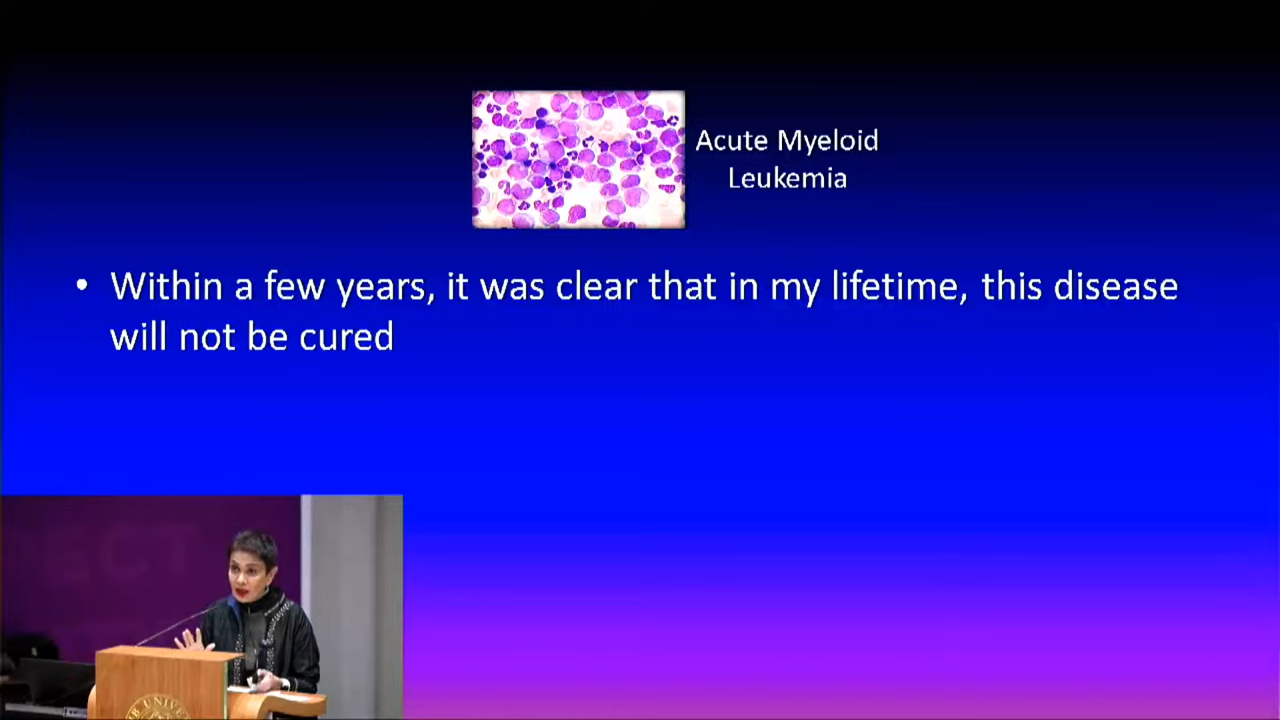 Acute Myeloid
Leukemia
• Within a few years, it was clear that in my lifetime, this disease
will not be cured
ECT